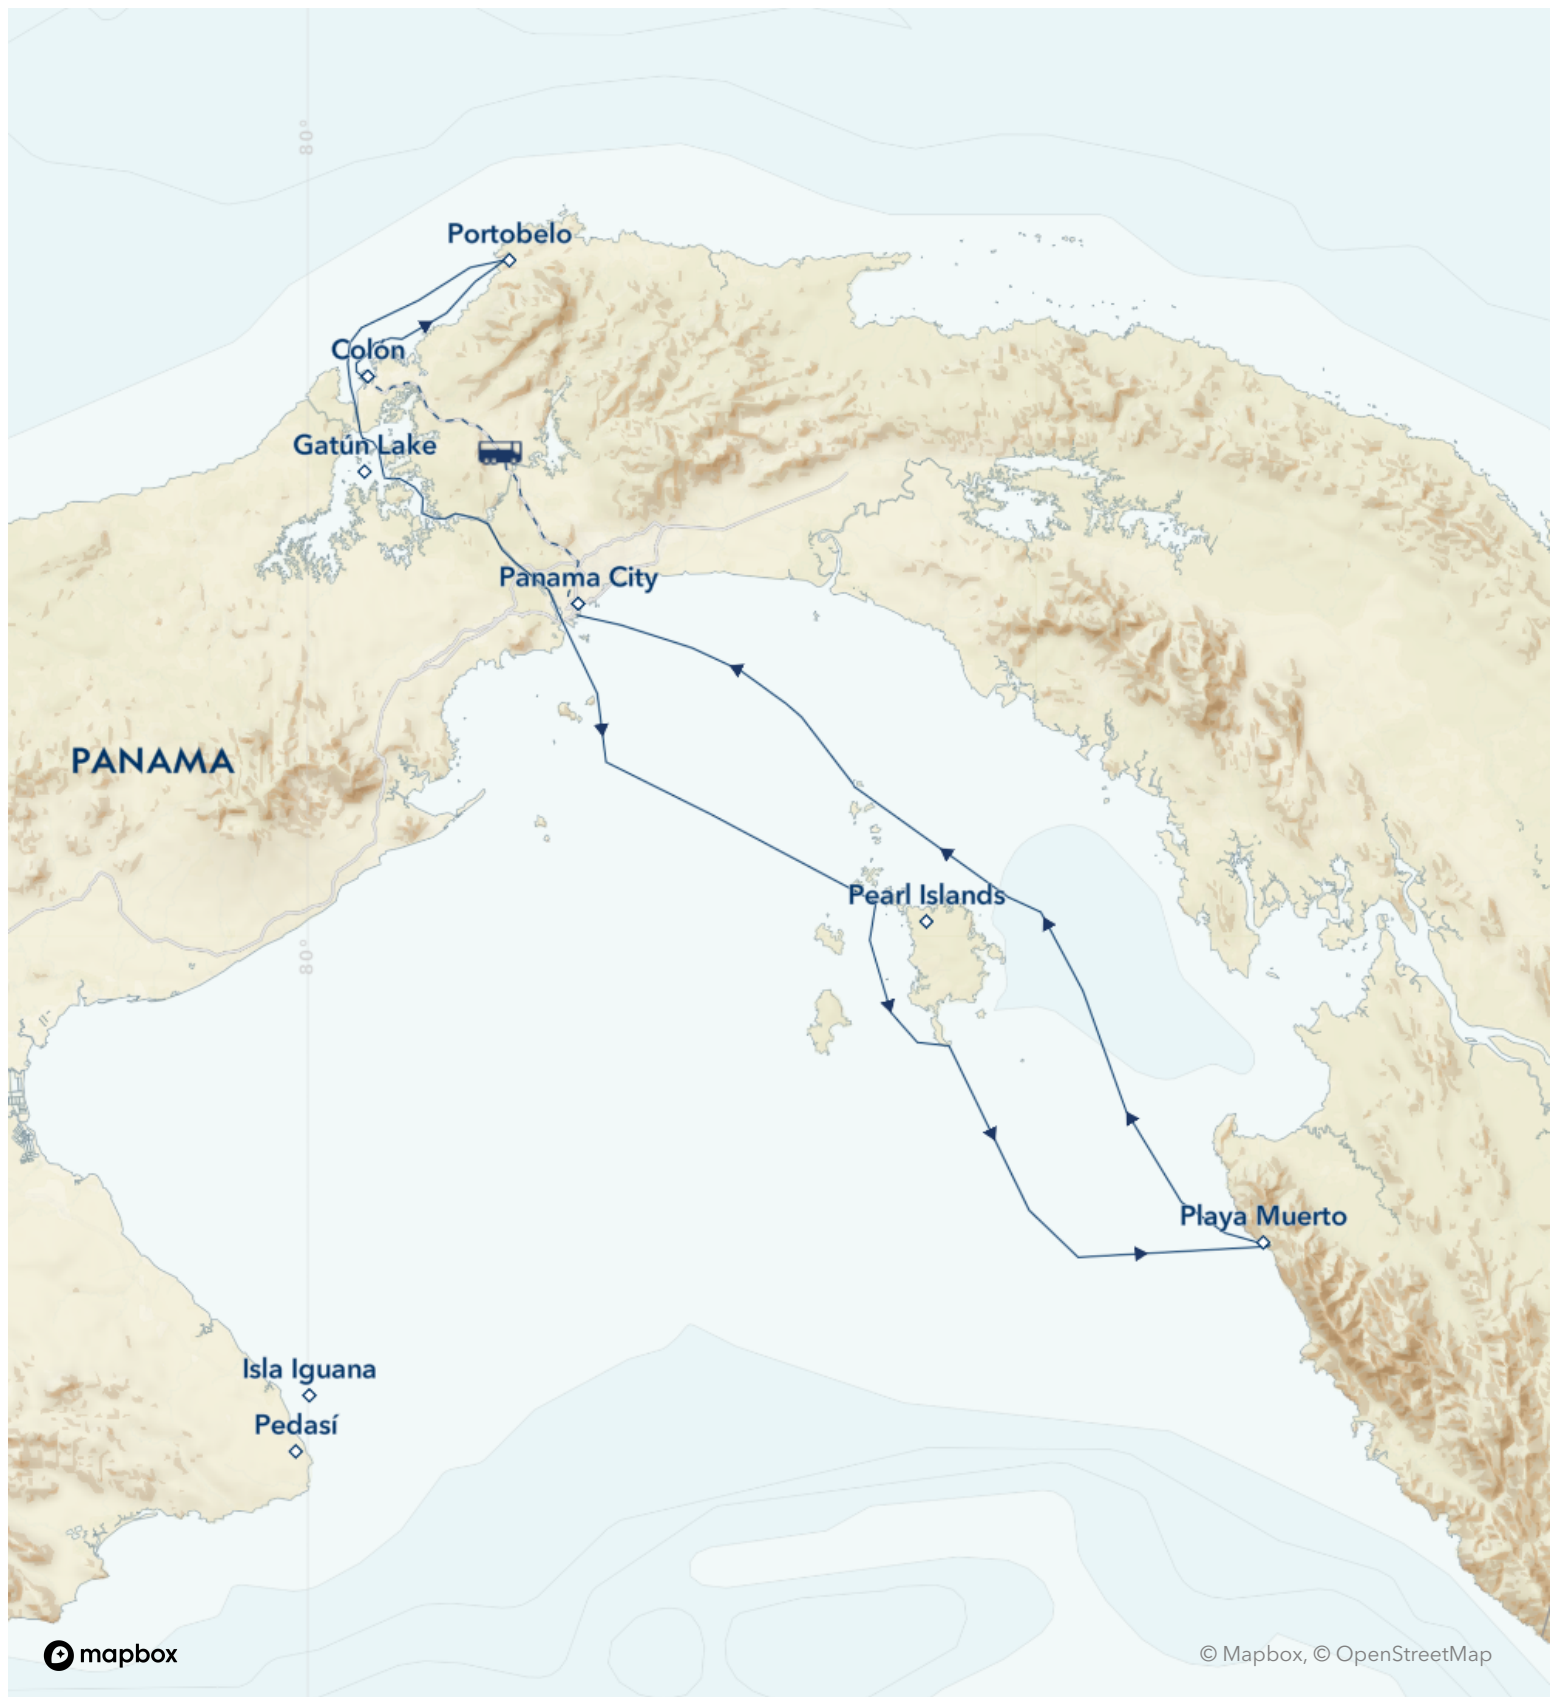 80°
Portobelo
Colón
Gatún Lake
Panama City
PANAMA
Pearl Islands
80°
Playa Muerto
Isla Iguana
Pedasí
mapbox
© Mapbox, © OpenStreetMap